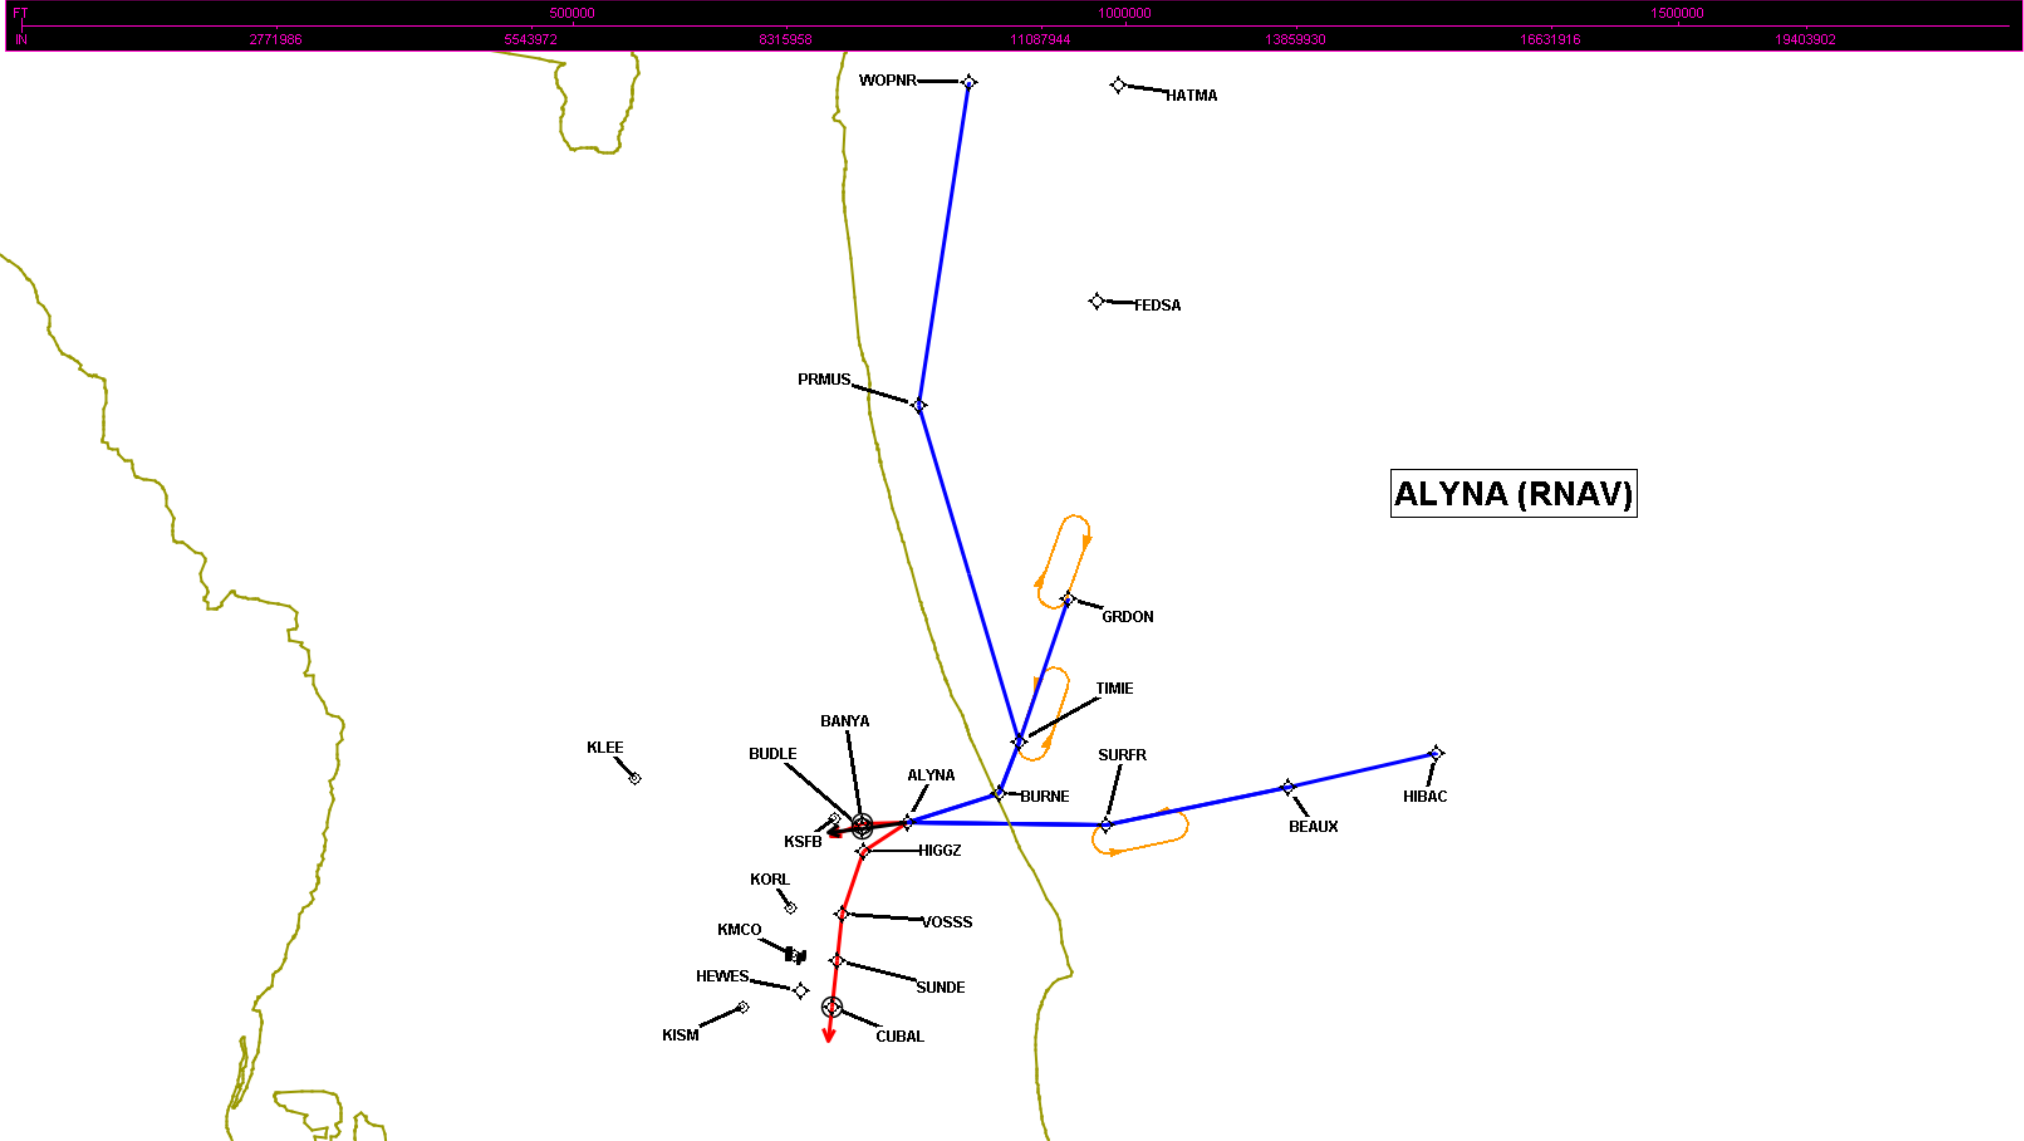 FT 500000 1000000 1500000
IN 2771986 5543972 8315958 11087944 13859930 16631916 19403902
WOPNR
HATMA
FEDSA
PRMUS
ALYNA (RNAV)
GRDON
TIMIE
BANYA
KLEE
BUDLE
SURFR
ALYNA
BURNE
HIBAC
BEAUX
KSFB
HIGGZ
KORL
VOSSS
KMCO
HEWES
SUNDE
KISM
CUBAL